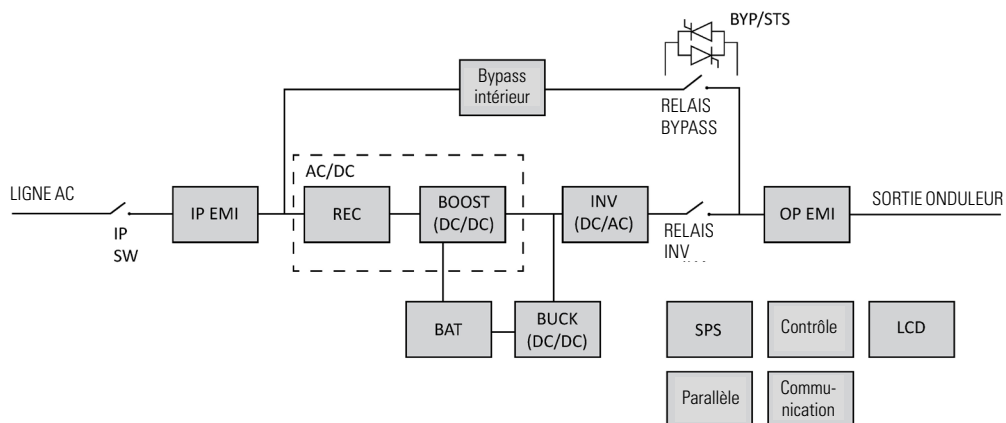 BYP/STS
Bypass
intérieur
RELAIS
BYPASS
AC/DC
LIGNE AC
IP EMI
REC
BOOST
(DC/DC)
INV
(DC/AC)
OP EMI
SORTIE ONDULEUR
IP
SW
RELAIS
INV
BAT
BUCK
(DC/DC)
SPS
Contrôle
LCD
Parallèle
Commu-
nication